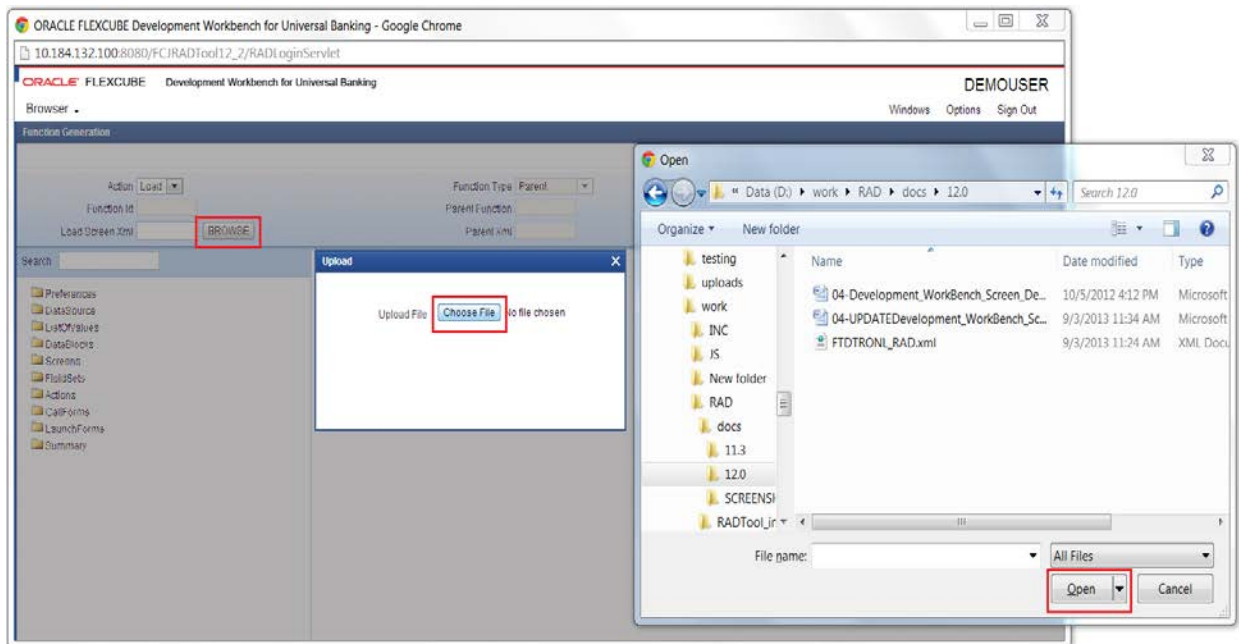 ORACLE FLEXCUBE Development Workbench for Universal Banking - Google Chrome
10.184.132.100:8080/FCJRADTool12_2/RADLoginServlet
ORACLE FLEXCUBE Development Workbench for Universal Banking
DEMOUSER
Browser
Windows Options Sign Out
Function Generation
Action Load
Function Type Parent
Function Id
Parent Function
Load Screen Xml BROWSE
Parent Xml
Search
Preferences
DataSource
ListOfValues
DataBlocks
Screens
FieldSets
Actions
CallForms
LaunchForms
Summary
Upload X
Upload File Choose File No file chosen
Open
« Data (D:) work RAD docs 12.0
Search 12.0
Organize New folder
testing
uploads
work
INC
JS
New folder
RAD
docs
11.3
12.0
SCREENSH
RADTool_ir
Name Date modified Type
04-Development_WorkBench_Screen_De... 10/5/2012 4:12 PM Microsoft
04-UPDATEDevelopment_WorkBench_Sc... 9/3/2013 11:34 AM Microsoft
FTDTRONL_RAD.xml 9/3/2013 11:24 AM XML Docu
File name:
All Files
Open Cancel